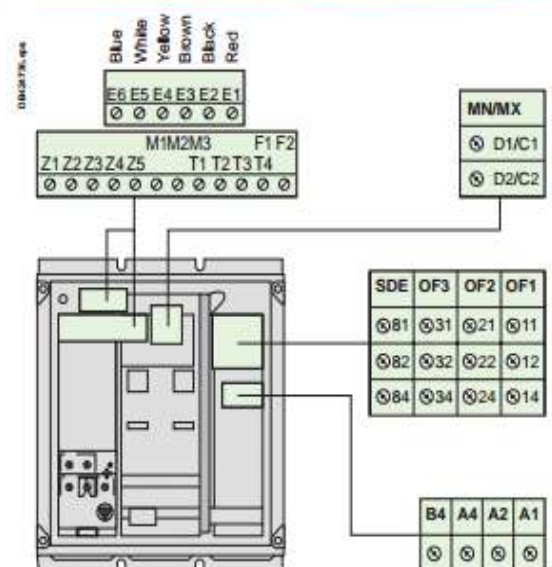 Blue White Yellow Brown Black Red
E6 E5 E4 E3 E2 E1
M1M2M3 F1 F2
Z1 Z2 Z3 Z4 Z5 T1 T2 T3 T4
MN/MX
D1/C1
D2/C2
SDE OF3 OF2 OF1
81 31 21 11
82 32 22 12
84 34 24 14
B4 A4 A2 A1